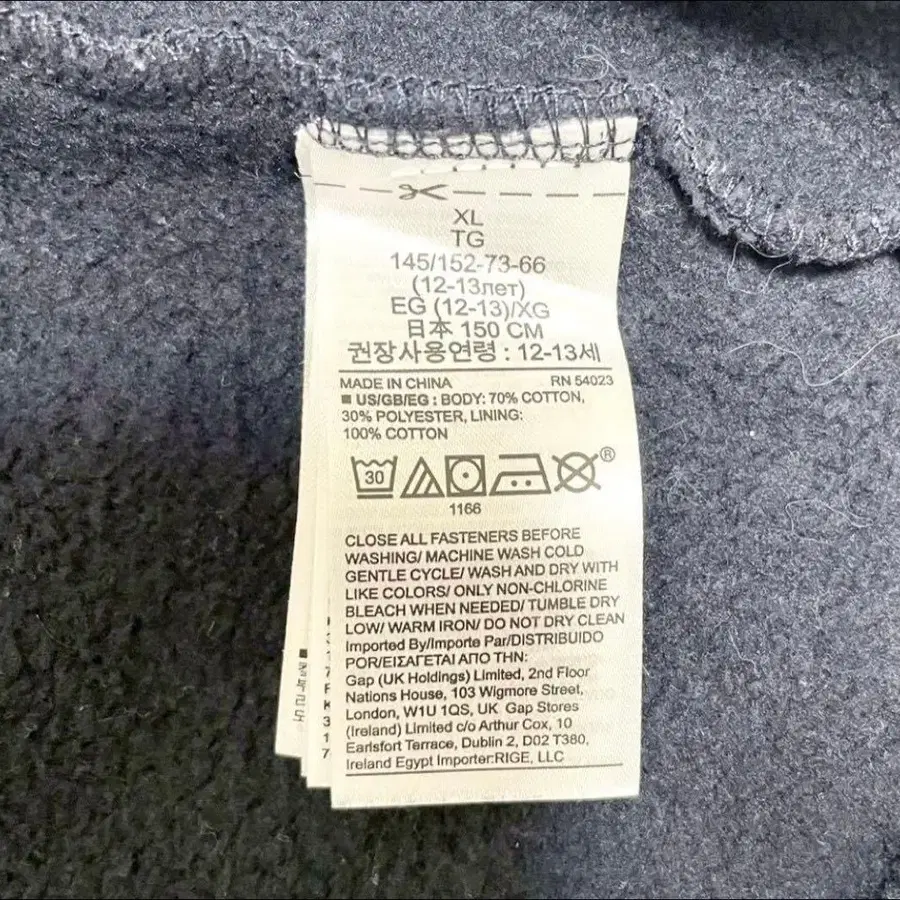 XL
TG
145/152-73-66
(12-13лет)
EG (12-13)/XG
日本 150 CM
권장사용연령 : 12-13세
MADE IN CHINA RN 54023
US/GB/EG : BODY: 70% COTTON,
30% POLYESTER, LINING:
100% COTTON
30
®
1166
CLOSE ALL FASTENERS BEFORE
WASHING/ MACHINE WASH COLD
GENTLE CYCLE/ WASH AND DRY WITH
LIKE COLORS/ ONLY NON-CHLORINE
BLEACH WHEN NEEDED/ TUMBLE DRY
LOW/ WARM IRON/ DO NOT DRY CLEAN
Imported By/Importe Par/DISTRIBUIDO
POR/ΕΙΣΑΓΕΤΑΙ ΑΠΟ ΤΗΝ:
Gap (UK Holdings) Limited, 2nd Floor
Nations House, 103 Wigmore Street,
London, W1U 1QS, UK Gap Stores
(Ireland) Limited c/o Arthur Cox, 10
Earlsfort Terrace, Dublin 2, D02 T380,
Ireland Egypt Importer:RIGE, LLC